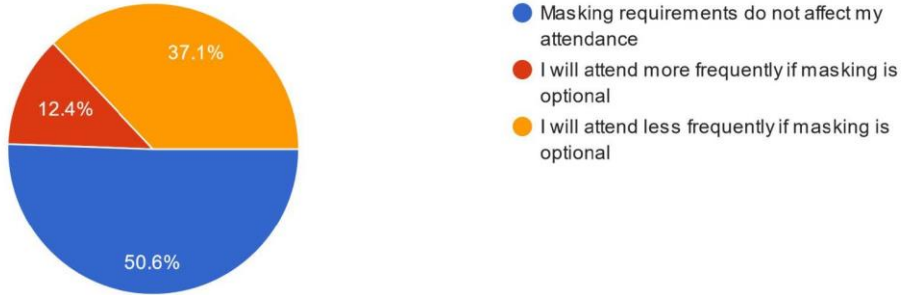 37.1%
12.4%
50.6%
Masking requirements do not affect my
attendance
I will attend more frequently if masking is
optional
I will attend less frequently if masking is
optional